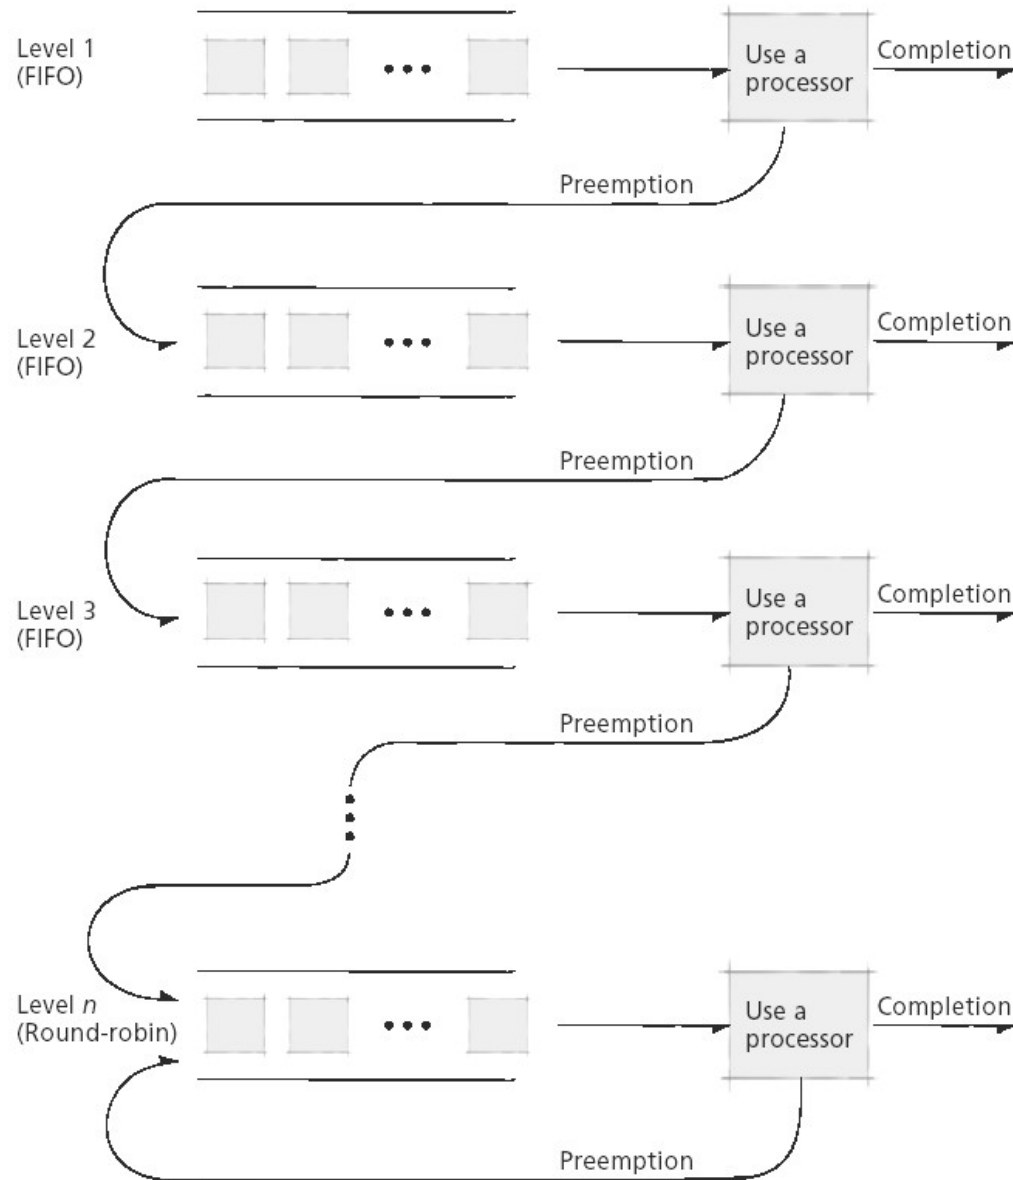 Level 1
(FIFO)
Use a
processor
Completion
Preemption
Level 2
(FIFO)
Use a
processor
Completion
Preemption
Level 3
(FIFO)
Use a
processor
Completion
Preemption
Level n
(Round-robin)
Use a
processor
Completion
Preemption